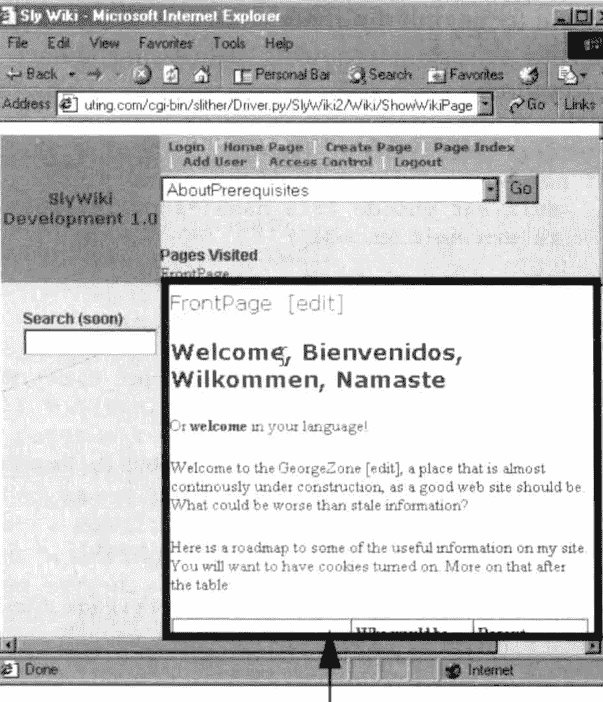 Sly Wiki - Microsoft Internet Explorer
File Edit View Favorites Tools Help
Back Personal Bar Search Favorites
Address uting.com/cgi-bin/slither/Driver.py/SlyWiki2/Wiki/ShowWikiPage Go Links
Login Home Page Create Page Page Index
Add User Access Control Logout
SlyWiki
Development 1.0
AboutPrerequisites Go
Pages Visited
FrontPage
Search (soon)
FrontPage [edit]
Welcome, Bienvenidos,
Wilkommen, Namaste
Or welcome in your language!
Welcome to the GeorgeZone [edit], a place that is almost
continously under construction, as a good web site should be.
What could be worse than stale information?
Here is a roadmap to some of the useful information on my site.
You will want to have cookies turned on. More on that after
the table
Done Internet